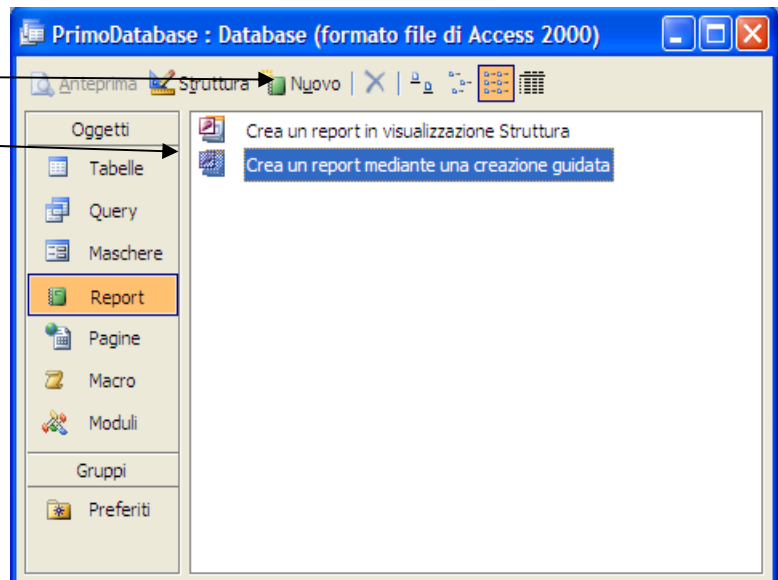 PrimoDatabase : Database (formato file di Access 2000)
Anteprima Struttura Nuovo
Oggetti
Tabelle
Query
Maschere
Report
Pagine
Macro
Moduli
Gruppi
Preferiti
Crea un report in visualizzazione Struttura
Crea un report mediante una creazione guidata